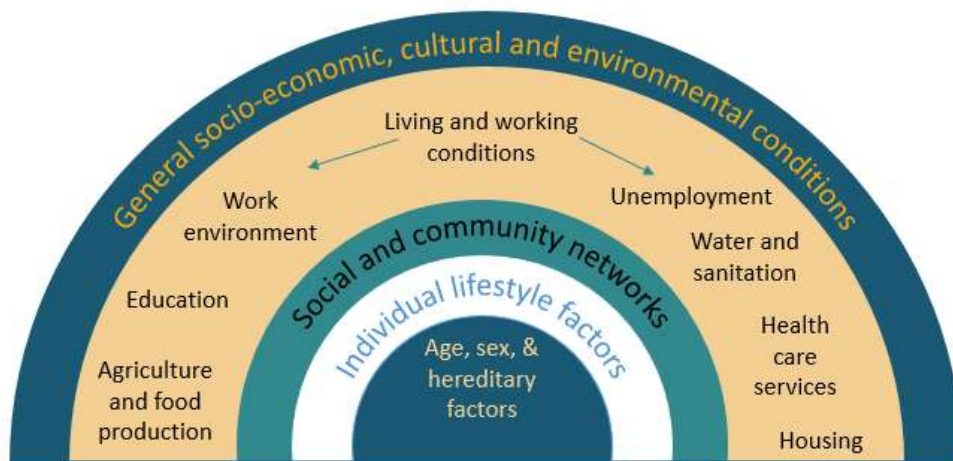 General socio-economic, cultural and environmental conditions
Living and working
conditions
Work
environment
Unemployment
Education
Water and
sanitation
Agriculture
and food
production
Health
care
services
Housing
Social and community networks
Individual lifestyle factors
Age, sex, &
hereditary
factors